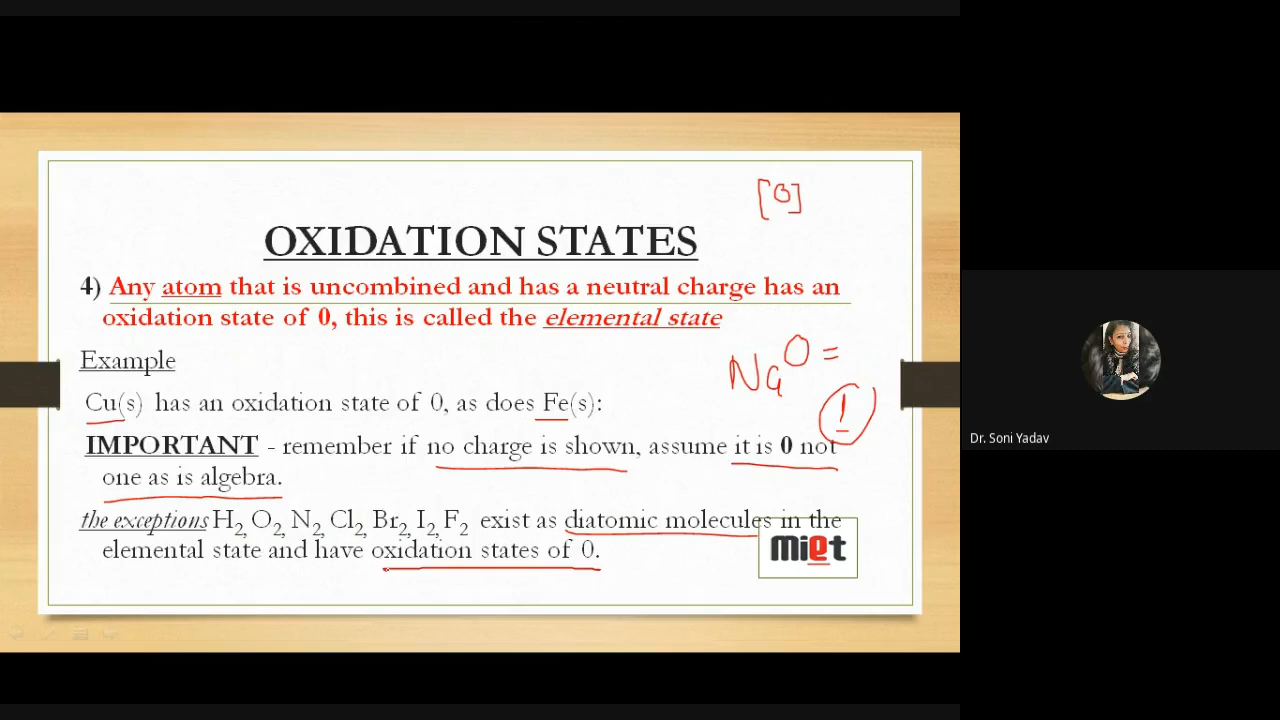 [0]
OXIDATION STATES
4) Any atom that is uncombined and has a neutral charge has an
oxidation state of 0, this is called the elemental state
Example
Na⁰ =
Cu(s) has an oxidation state of 0, as does Fe(s):
1
IMPORTANT - remember if no charge is shown, assume it is 0 not
one as is algebra.
the exceptions H₂, O₂, N₂, Cl₂, Br₂, I₂, F₂ exist as diatomic molecules in the
elemental state and have oxidation states of 0.
miet
Dr. Soni Yadav